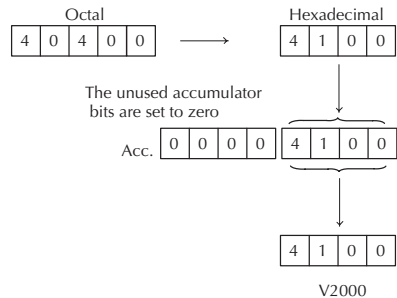 Octal
4 0 4 0 0
Hexadecimal
4 1 0 0
The unused accumulator
bits are set to zero
Acc. 0 0 0 0 4 1 0 0
4 1 0 0
V2000